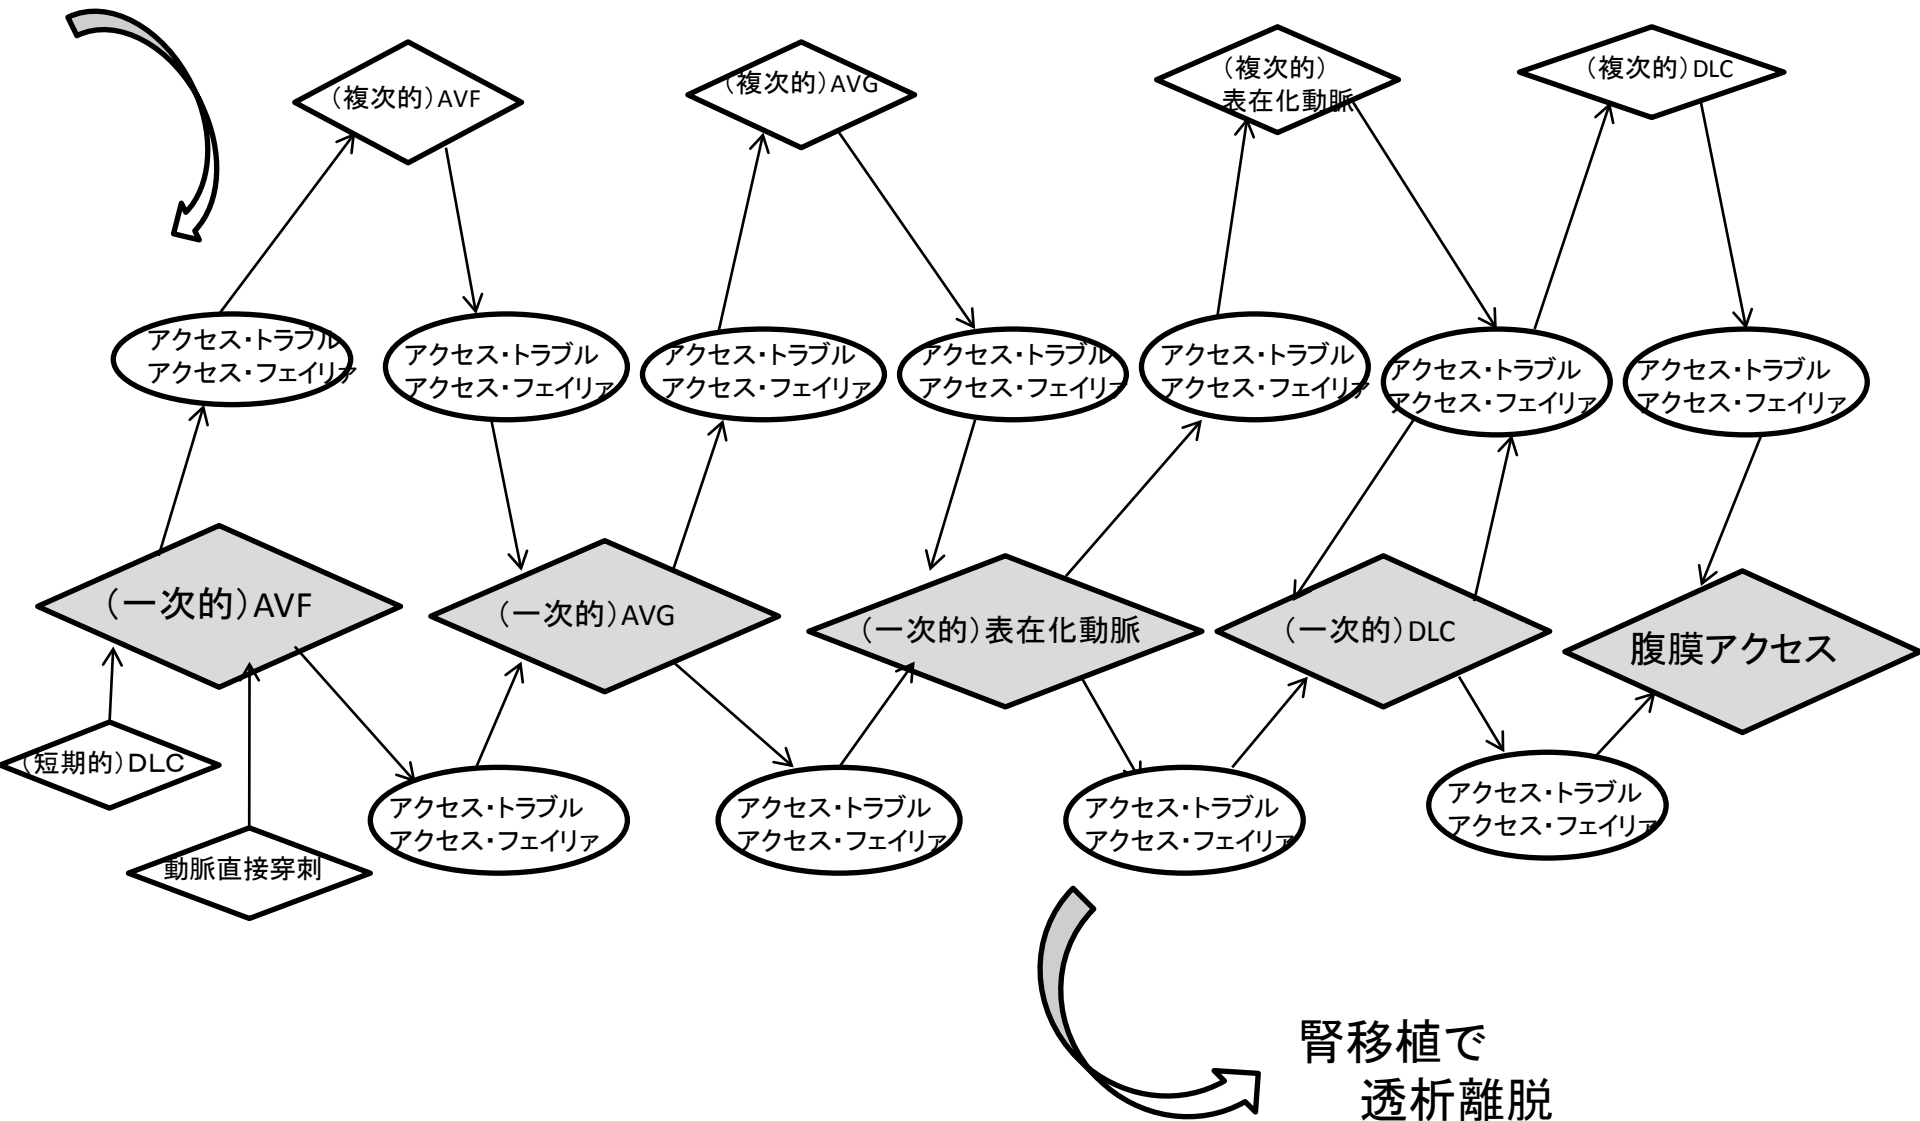 （複次的）AVF
（複次的）AVG
（複次的）
表在化動脈
（複次的）DLC
アクセス・トラブル
アクセス・フェイリァ
アクセス・トラブル
アクセス・フェイリァ
アクセス・トラブル
アクセス・フェイリァ
アクセス・トラブル
アクセス・フェイリァ
アクセス・トラブル
アクセス・フェイリァ
アクセス・トラブル
アクセス・フェイリァ
アクセス・トラブル
アクセス・フェイリァ
（一次的）AVF
（一次的）AVG
（一次的）表在化動脈
（一次的）DLC
腹膜アクセス
（短期的）ＤＬＣ
動脈直接穿刺
アクセス・トラブル
アクセス・フェイリァ
アクセス・トラブル
アクセス・フェイリァ
アクセス・トラブル
アクセス・フェイリァ
アクセス・トラブル
アクセス・フェイリァ
腎移植で
透析離脱